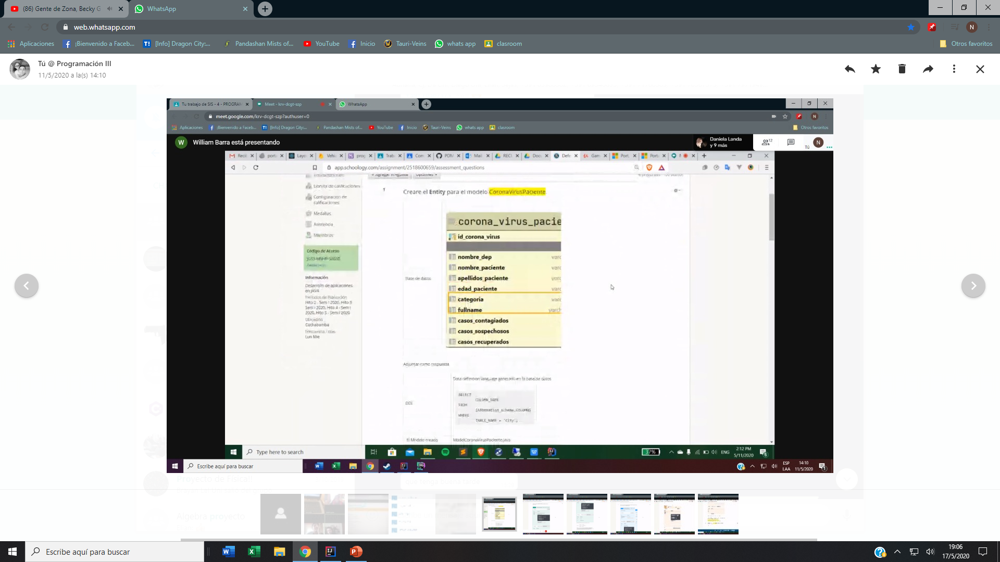 (86) Gente de Zona, Becky G
WhatsApp
web.whatsapp.com
Aplicaciones
¡Bienvenido a Faceb...
[Info] Dragon City:...
Pandashan Mists of...
YouTube
Inicio
Tauri-Veins
whats app
clasroom
Otros favoritos
Tú @ Programación III
11/5/2020 a la(s) 14:10
Tu trabajo de SIS - 4 - PROGRAM
Meet - krv-dcgt-szp
WhatsApp
meet.google.com/krv-dcgt-szp?authuser=0
Aplicaciones
¡Bienvenido a Faceb...
[Info] Dragon City:...
Pandashan Mists of...
YouTube
Inicio
Tauri-Veins
whats app
clasroom
Otros favoritos
W
William Barra está presentando
Daniela Landa
y 9 más
12
Tú
N
app.schoology.com/assignment/2518600659/assessment_questions
Libreta de calificaciones
Configuración de
calificaciones
Medallas
Asistencia
Miembros
Código de Acceso
Información
Desarrollo de aplicaciones
en JAVA
Periodos de Evaluación
Hito 2 - Sem I 2020, Hito 3
Sem I 2020, Hito 4 - Sem I
2020, Hito 5 - Sem I 2020
Ubicación
Cochabamba
Lun Mie
1
Creare el Entity para el modelo CoronaVirusPaciente
Base de datos
corona_virus_pacie
id_corona_virus
nombre_dep varc
nombre_paciente varc
apellidos_paciente varc
edad_paciente varc
categoria varc
fullname varch
casos_contagiados
casos_sospechosos
casos_recuperados
Adjuntar como respuesta
Data definition language generado en la base de datos
DDL
SELECT
COLUMN_NAME
FROM
information_schema.COLUMNS
WHERE
TABLE_NAME = 'city';
El Modelo creado
ModelCoronaVirusPaciente.java
Type here to search
37%
ENG
2:12 PM
5/11/2020
Escribe aquí para buscar
ESP
LAA
14:10
11/5/2020
Proyecto de Física!!
que tenga buena tarde
Algebra proyecto
Escribe aquí para buscar
19:06
17/5/2020